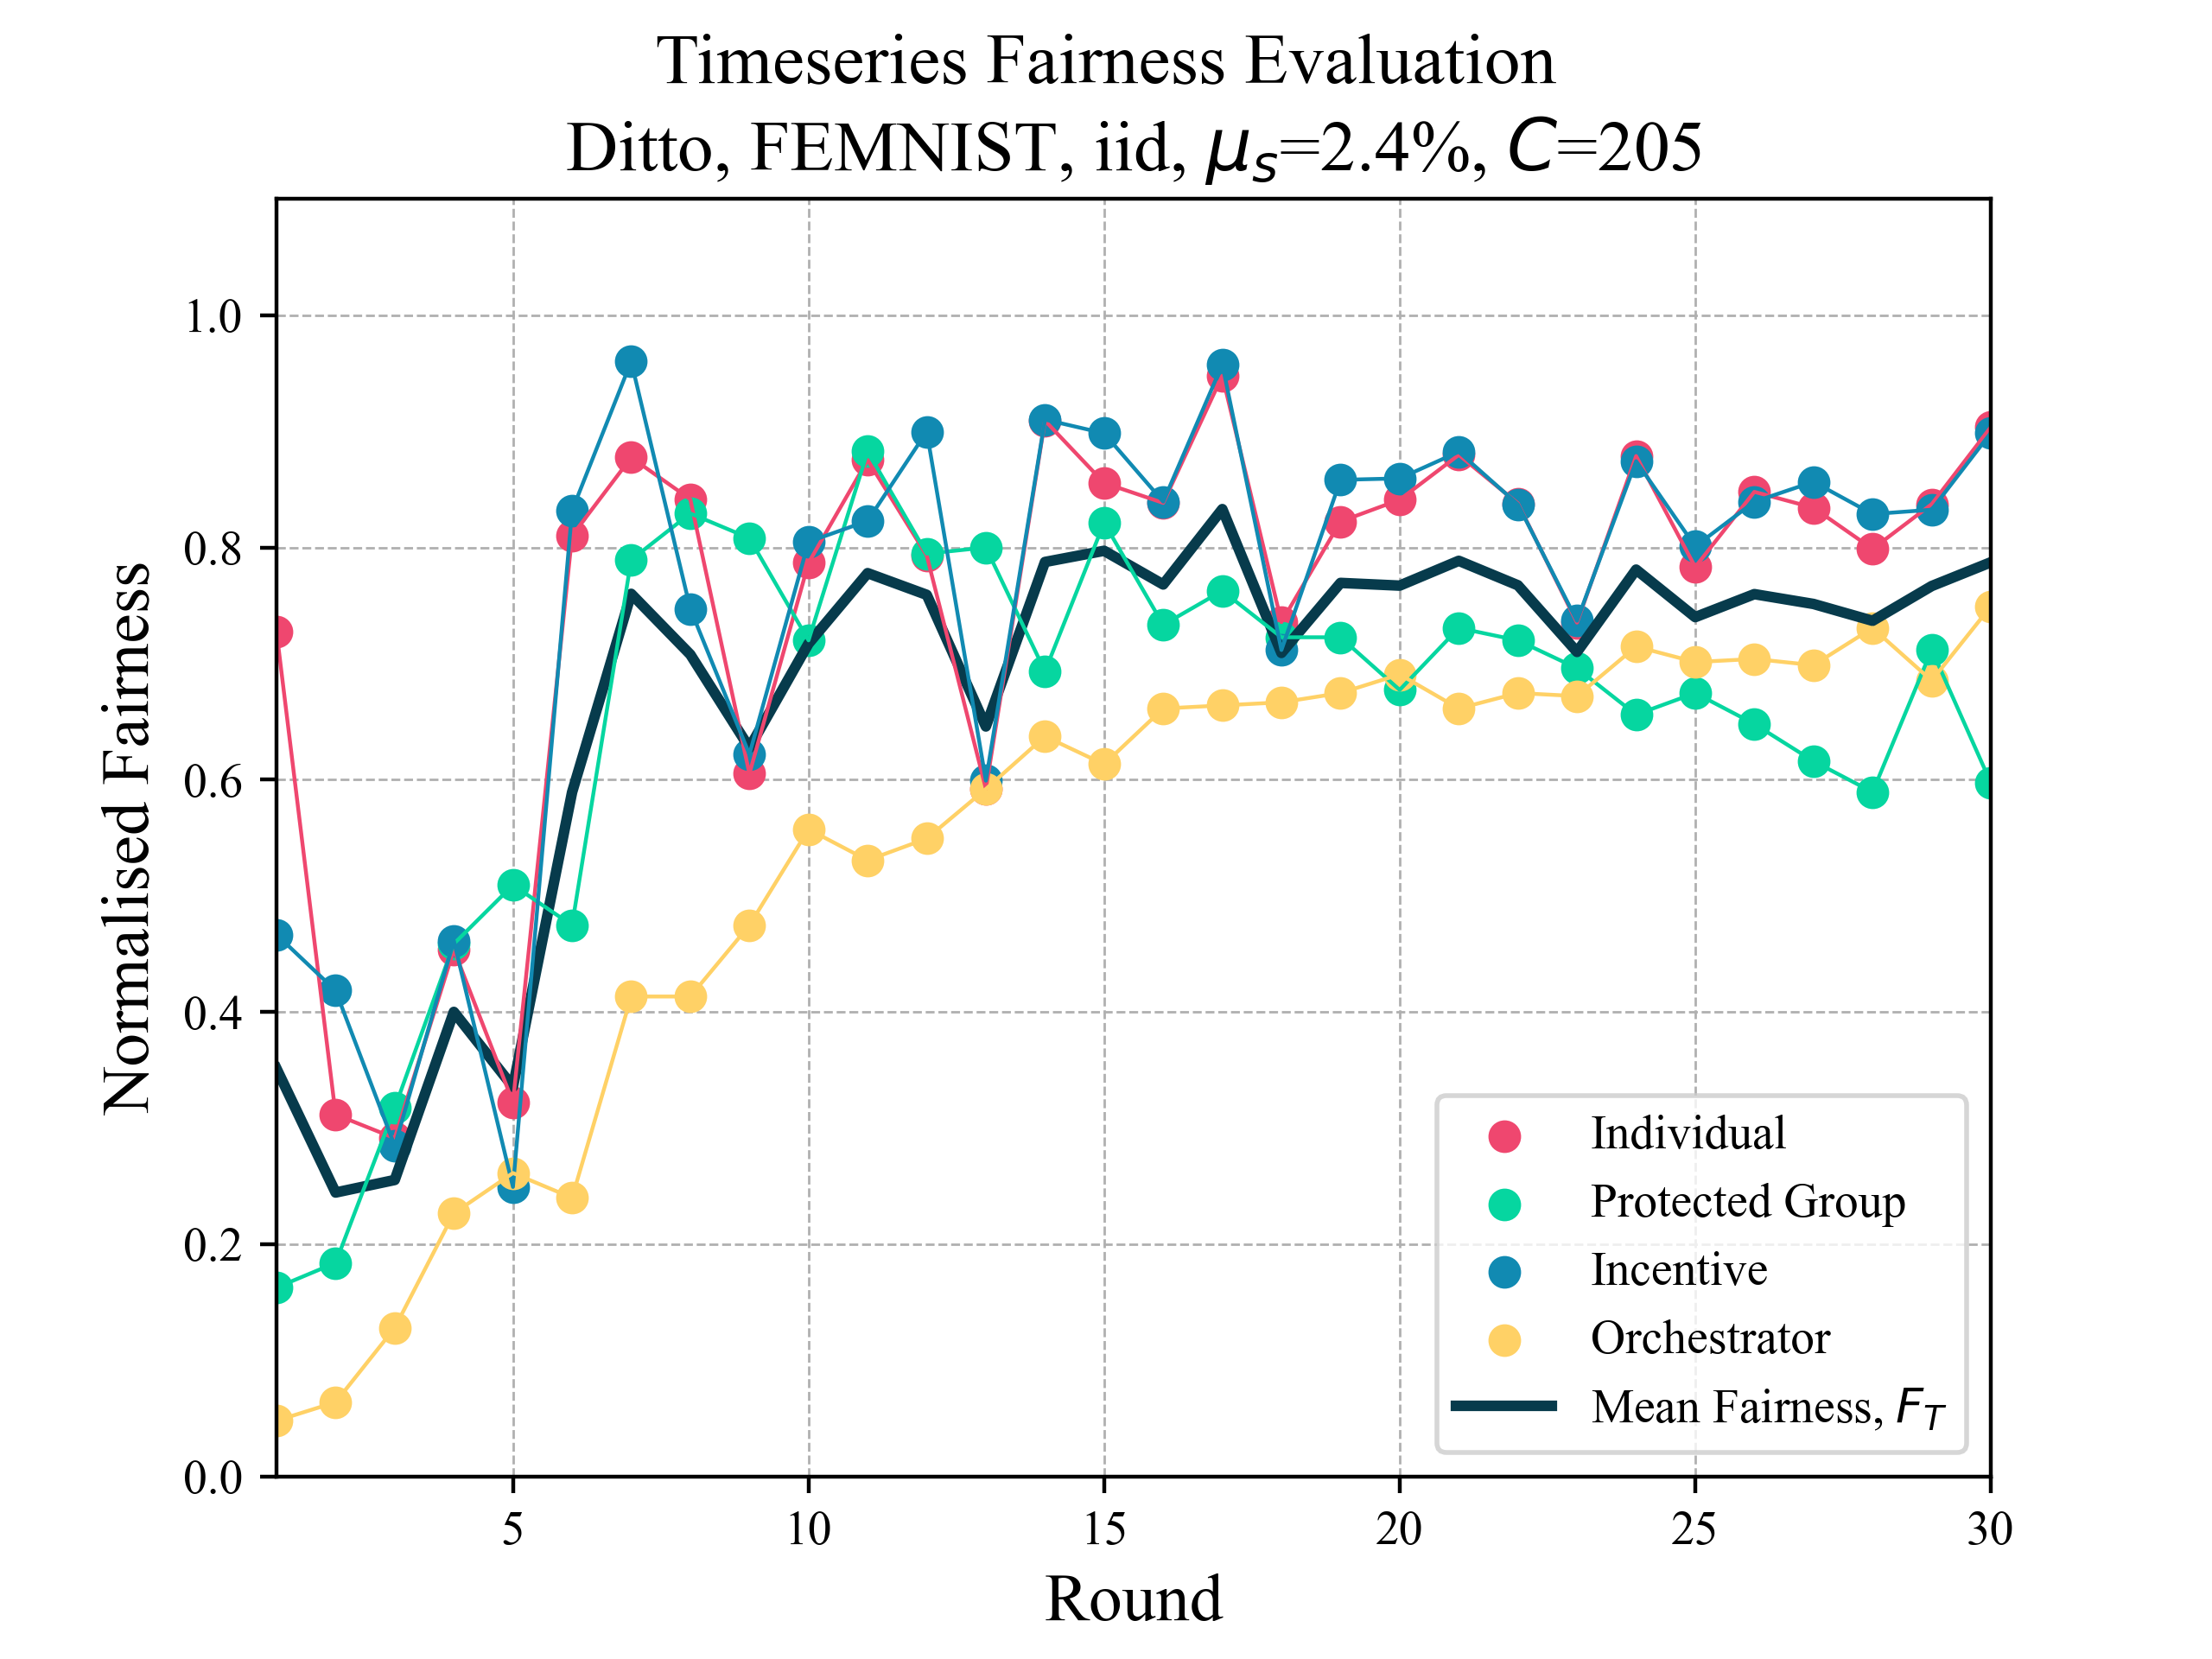 Timeseries Fairness Evaluation
Ditto, FEMNIST, iid, μ_s=2.4%, C=205
Normalised Fairness
1.0
0.8
0.6
0.4
0.2
0.0
5 10 15 20 25 30
Round
Individual
Protected Group
Incentive
Orchestrator
Mean Fairness, F_T